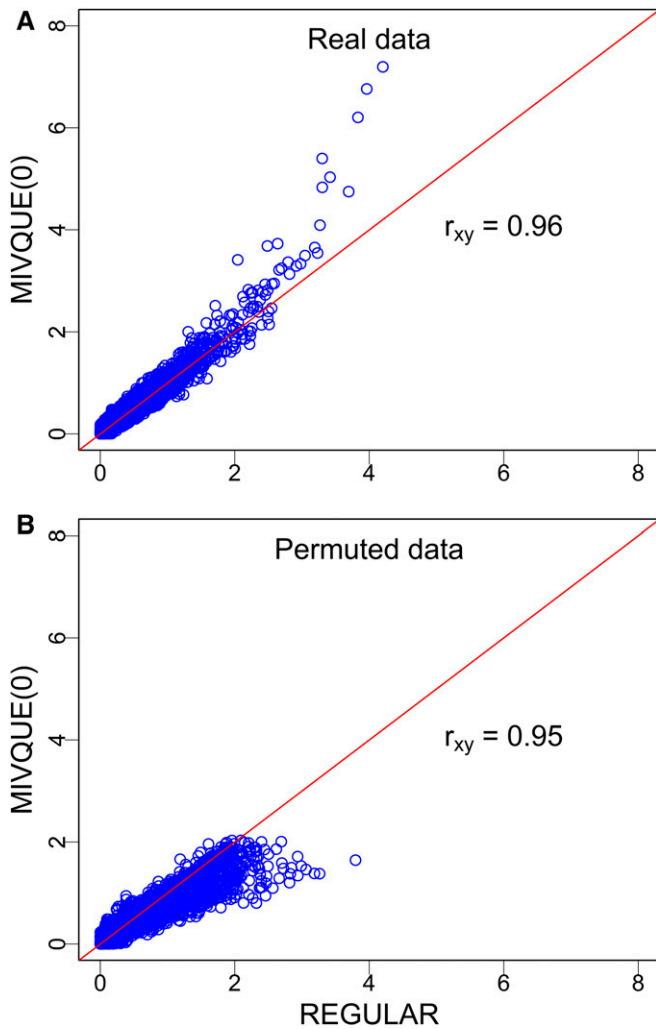 A
Real data
8
6
4
2
0
MIVQUE(0)
r_xy = 0.96
0 2 4 6 8
B
Permuted data
8
6
4
2
0
MIVQUE(0)
r_xy = 0.95
0 2 4 6 8
REGULAR